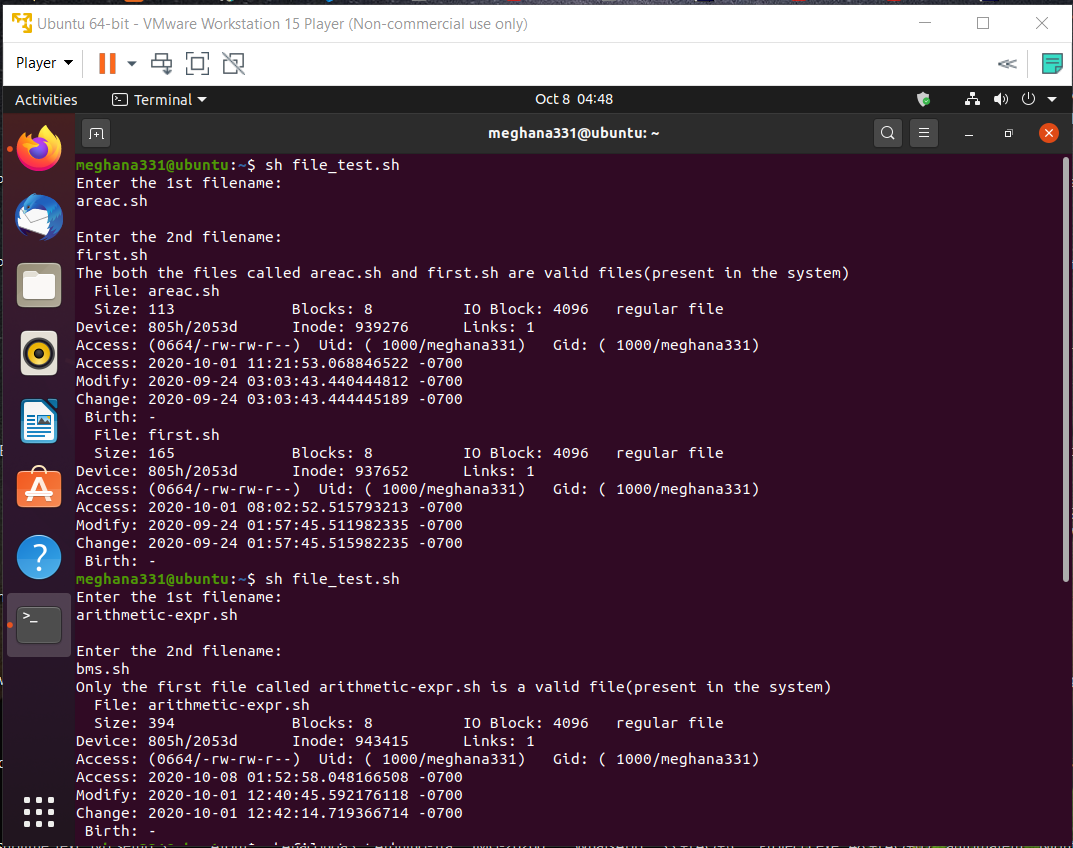 Ubuntu 64-bit - VMware Workstation 15 Player (Non-commercial use only)
Player
Activities Terminal Oct 8 04:48
meghana331@ubuntu: ~
meghana331@ubuntu:~$ sh file_test.sh
Enter the 1st filename:
areac.sh
Enter the 2nd filename:
first.sh
The both the files called areac.sh and first.sh are valid files(present in the system)
File: areac.sh
Size: 113 Blocks: 8 IO Block: 4096 regular file
Device: 805h/2053d Inode: 939276 Links: 1
Access: (0664/-rw-rw-r--) Uid: ( 1000/meghana331) Gid: ( 1000/meghana331)
Access: 2020-10-01 11:21:53.068846522 -0700
Modify: 2020-09-24 03:03:43.440444812 -0700
Change: 2020-09-24 03:03:43.444445189 -0700
Birth: -
File: first.sh
Size: 165 Blocks: 8 IO Block: 4096 regular file
Device: 805h/2053d Inode: 937652 Links: 1
Access: (0664/-rw-rw-r--) Uid: ( 1000/meghana331) Gid: ( 1000/meghana331)
Access: 2020-10-01 08:02:52.515793213 -0700
Modify: 2020-09-24 01:57:45.511982335 -0700
Change: 2020-09-24 01:57:45.515982235 -0700
Birth: -
meghana331@ubuntu:~$ sh file_test.sh
Enter the 1st filename:
arithmetic-expr.sh
Enter the 2nd filename:
bms.sh
Only the first file called arithmetic-expr.sh is a valid file(present in the system)
File: arithmetic-expr.sh
Size: 394 Blocks: 8 IO Block: 4096 regular file
Device: 805h/2053d Inode: 943415 Links: 1
Access: (0664/-rw-rw-r--) Uid: ( 1000/meghana331) Gid: ( 1000/meghana331)
Access: 2020-10-08 01:52:58.048166508 -0700
Modify: 2020-10-01 12:40:45.592176118 -0700
Change: 2020-10-01 12:42:14.719366714 -0700
Birth: -